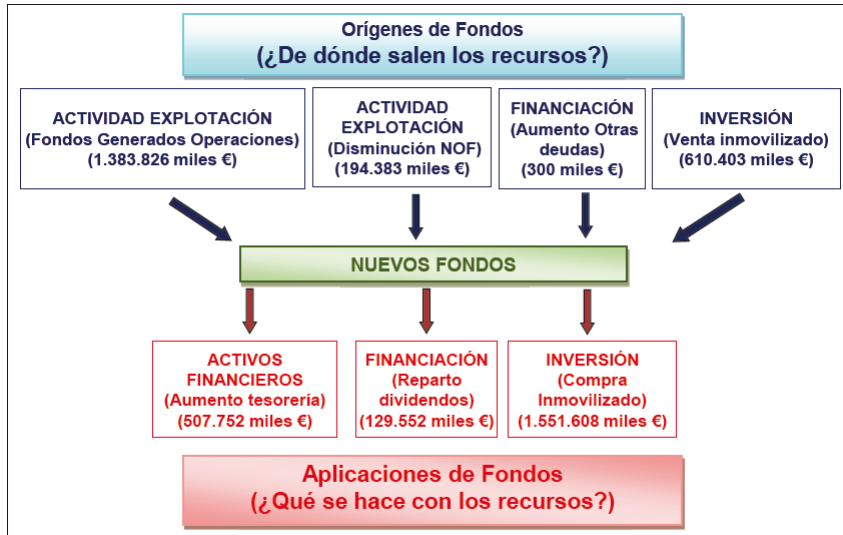 Orígenes de Fondos
(¿De dónde salen los recursos?)
ACTIVIDAD EXPLOTACIÓN
(Fondos Generados Operaciones)
(1.383.826 miles €)
ACTIVIDAD
EXPLOTACIÓN
(Disminución NOF)
(194.383 miles €)
FINANCIACIÓN
(Aumento Otras
deudas)
(300 miles €)
INVERSIÓN
(Venta inmovilizado)
(610.403 miles €)
NUEVOS FONDOS
ACTIVOS
FINANCIEROS
(Aumento tesorería)
(507.752 miles €)
FINANCIACIÓN
(Reparto
dividendos)
(129.552 miles €)
INVERSIÓN
(Compra
Inmovilizado)
(1.551.608 miles €)
Aplicaciones de Fondos
(¿Qué se hace con los recursos?)